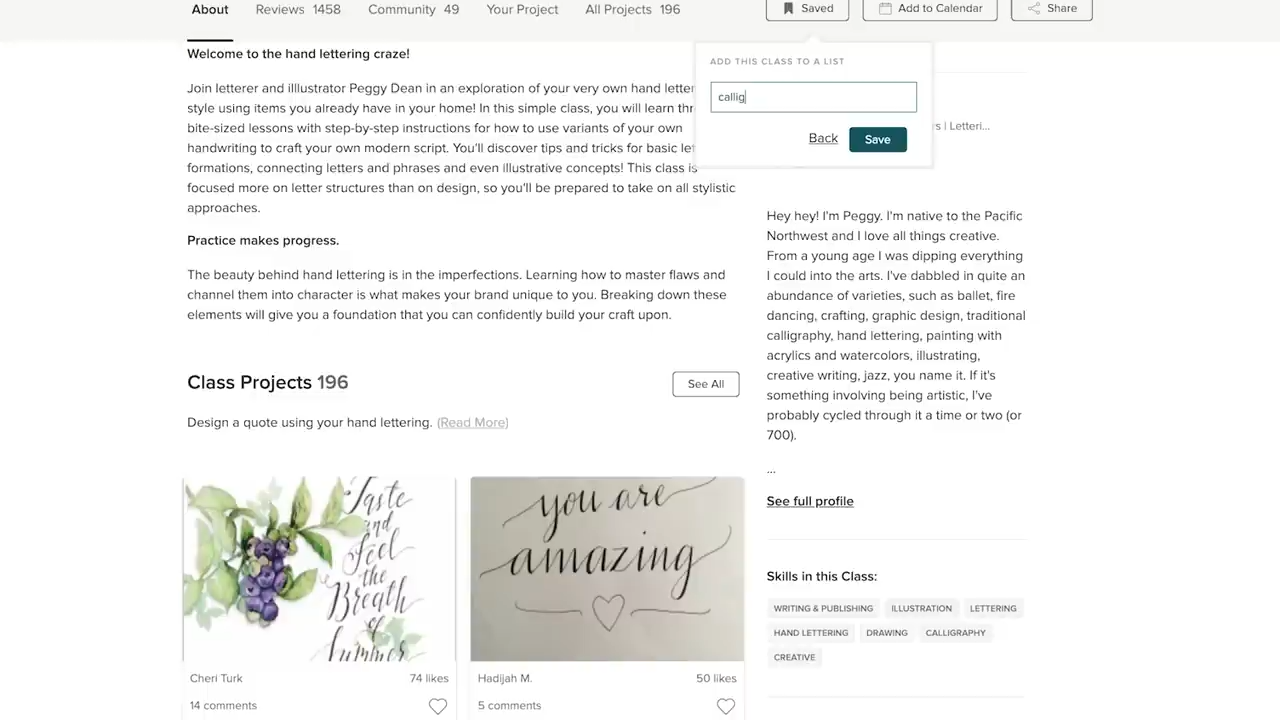 About
Reviews 1458
Community 49
Your Project
All Projects 196
Saved
Add to Calendar
Share
Welcome to the hand lettering craze!
Join letterer and illlustrator Peggy Dean in an exploration of your very own hand letter
style using items you already have in your home! In this simple class, you will learn thr
bite-sized lessons with step-by-step instructions for how to use variants of your own
handwriting to craft your own modern script. You'll discover tips and tricks for basic let
formations, connecting letters and phrases and even illustrative concepts! This class is
focused more on letter structures than on design, so you'll be prepared to take on all stylistic
approaches.
Practice makes progress.
The beauty behind hand lettering is in the imperfections. Learning how to master flaws and
channel them into character is what makes your brand unique to you. Breaking down these
elements will give you a foundation that you can confidently build your craft upon.
Class Projects 196
See All
Design a quote using your hand lettering. (Read More)
Taste
and
Feel
the
Breath
of
Summer
Cheri Turk
74 likes
14 comments
you are
amazing
Hadijah M.
50 likes
5 comments
ADD THIS CLASS TO A LIST
callig
Back
Save
rs | Letteri...
Hey hey! I'm Peggy. I'm native to the Pacific
Northwest and I love all things creative.
From a young age I was dipping everything
I could into the arts. I've dabbled in quite an
abundance of varieties, such as ballet, fire
dancing, crafting, graphic design, traditional
calligraphy, hand lettering, painting with
acrylics and watercolors, illustrating,
creative writing, jazz, you name it. If it's
something involving being artistic, I've
probably cycled through it a time or two (or
700).
...
See full profile
Skills in this Class:
WRITING & PUBLISHING
ILLUSTRATION
LETTERING
HAND LETTERING
DRAWING
CALLIGRAPHY
CREATIVE